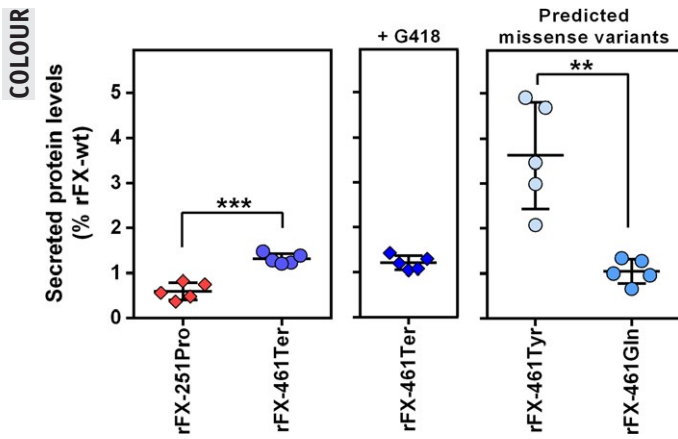 COLOUR
Secreted protein levels
(% rFX-wt)
5
4
3
2
1
0
***
rFX-251Pro
rFX-461Ter
+ G418
rFX-461Ter
Predicted
missense variants
**
rFX-461Tyr
rFX-461Gln